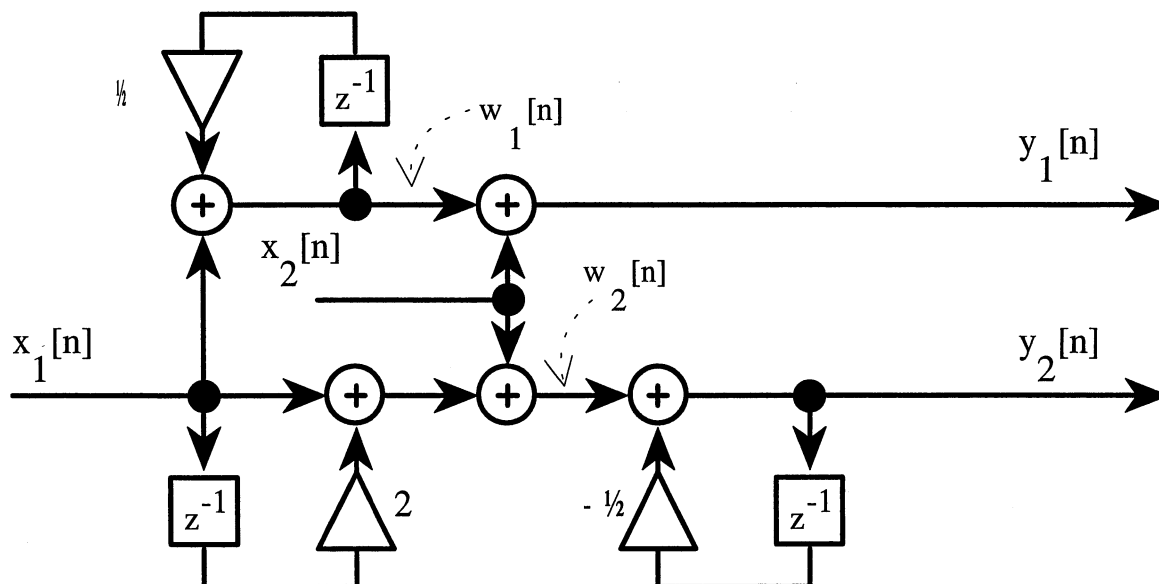 ½
z⁻¹
w₁[n]
y₁[n]
+
+
x₂[n]
w₂[n]
x₁[n]
y₂[n]
+
+
+
z⁻¹
2
- ½
z⁻¹